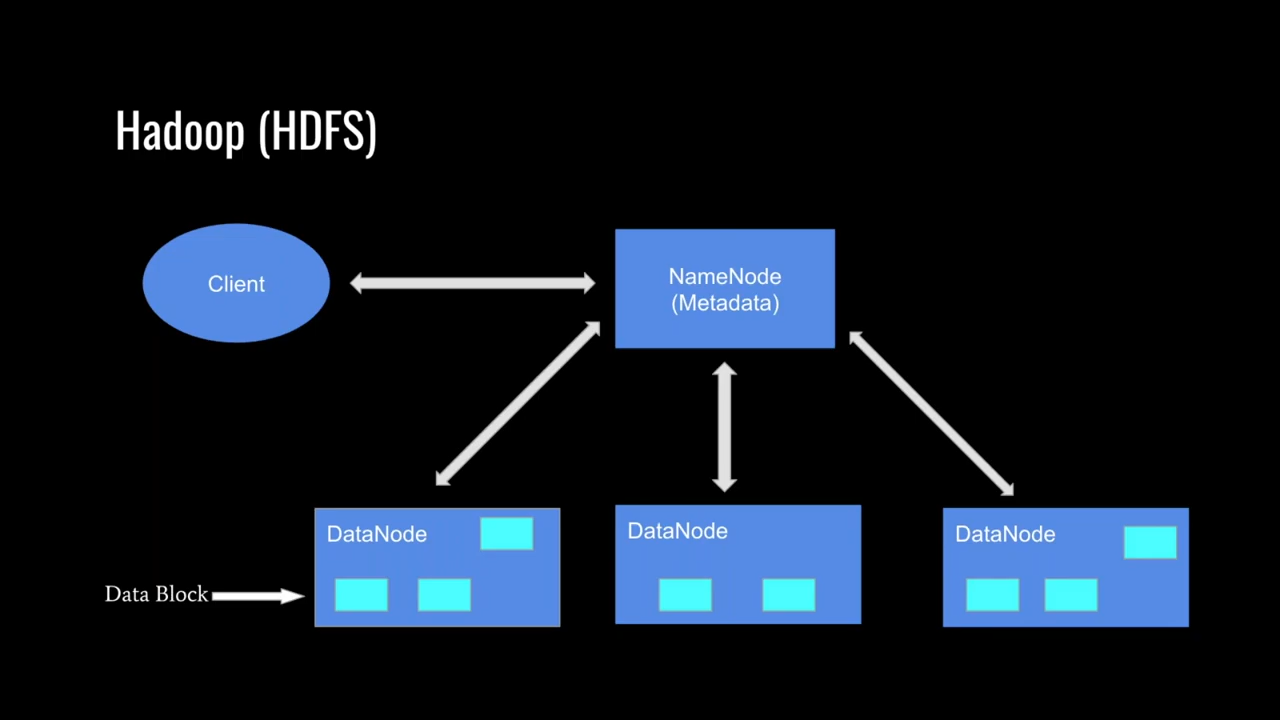 Hadoop (HDFS)
Client
NameNode
(Metadata)
DataNode
DataNode
DataNode
Data Block